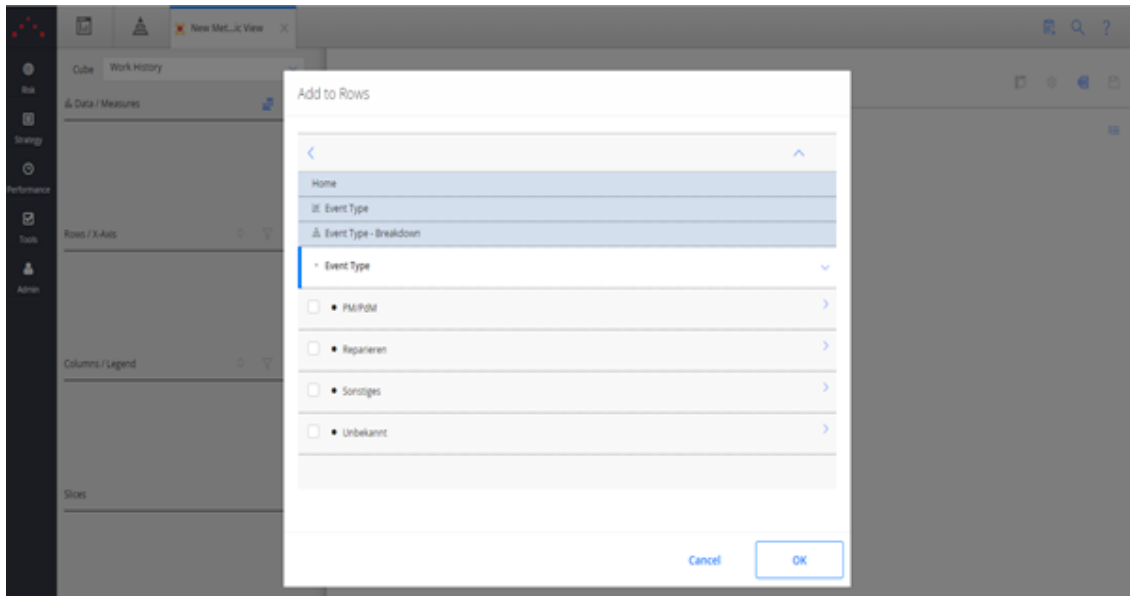 New Met...ic View
Cube Work History
Risk
Data / Measures
Strategy
Performance
Tools
Rows / X-Axis
Admin
Columns / Legend
Slices
Add to Rows
Home
Event Type
Event Type - Breakdown
Event Type
PM/PdM
Reparieren
Sonstiges
Unbekannt
Cancel OK